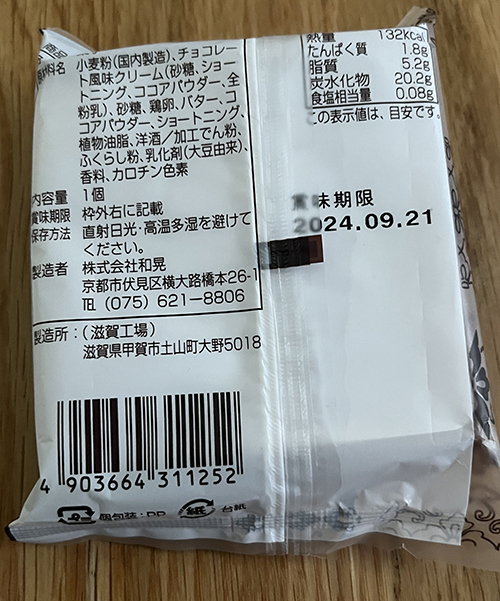 商品
小麦粉(国内製造)、チョコレー
ト風味クリーム(砂糖、ショー
トニング、ココアパウダー、全
粉乳)、砂糖、鶏卵、バター、コ
コアパウダー、ショートニング、
植物油脂、洋酒/加工でん粉、
ふくらし粉、乳化剤(大豆由来)、
香料、カロチン色素
内容量 1個
賞味期限 枠外右に記載
保存方法 直射日光・高温多湿を避けて
ください。
製造者 株式会社和晃
京都市伏見区横大路橋本26-1
TEL (075) 621-8806
製造所:(滋賀工場)
滋賀県甲賀市土山町大野5018
4 903664 311252
個包装:PP
紙 台紙
熱量 132kcal
たんぱく質 1.8g
脂質 5.2g
炭水化物 20.2g
食塩相当量 0.08g
この表示値は、目安です。
賞味期限
2024.09.21